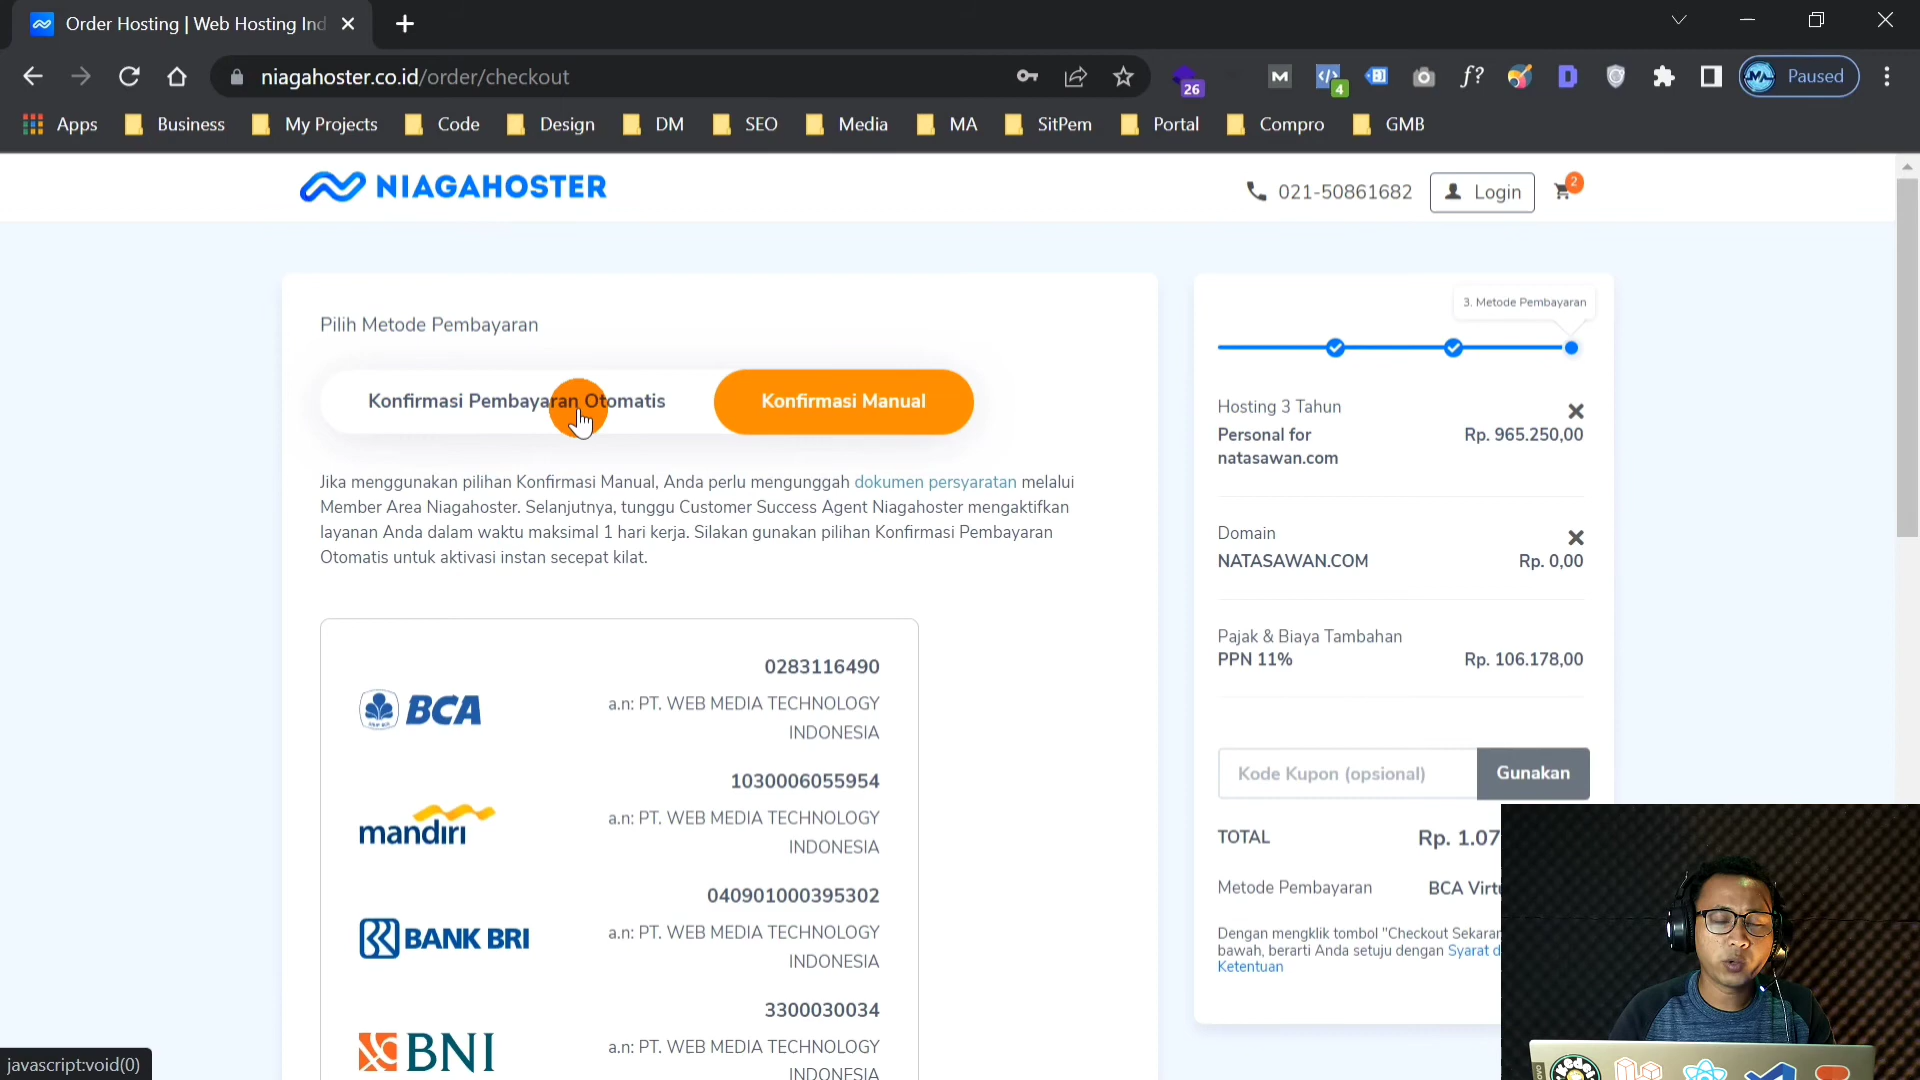 Order Hosting | Web Hosting Ind
niagahoster.co.id/order/checkout
26
M
4
f?
D
Paused
Apps
Business
My Projects
Code
Design
DM
SEO
Media
MA
SitPem
Portal
Compro
GMB
NIAGAHOSTER
021-50861682
Login
2
Pilih Metode Pembayaran
Konfirmasi Pembayaran Otomatis
Konfirmasi Manual
Jika menggunakan pilihan Konfirmasi Manual, Anda perlu mengunggah dokumen persyaratan melalui
Member Area Niagahoster. Selanjutnya, tunggu Customer Success Agent Niagahoster mengaktifkan
layanan Anda dalam waktu maksimal 1 hari kerja. Silakan gunakan pilihan Konfirmasi Pembayaran
Otomatis untuk aktivasi instan secepat kilat.
0283116490
BCA
a.n: PT. WEB MEDIA TECHNOLOGY
INDONESIA
1030006055954
mandiri
a.n: PT. WEB MEDIA TECHNOLOGY
INDONESIA
040901000395302
BANK BRI
a.n: PT. WEB MEDIA TECHNOLOGY
INDONESIA
3300030034
BNI
a.n: PT. WEB MEDIA TECHNOLOGY
INDONESIA
3. Metode Pembayaran
Hosting 3 Tahun
Personal for
natasawan.com
Rp. 965.250,00
Domain
NATASAWAN.COM
Rp. 0,00
Pajak & Biaya Tambahan
PPN 11%
Rp. 106.178,00
Kode Kupon (opsional)
Gunakan
TOTAL
Rp. 1.07
Metode Pembayaran
BCA Virtu
Dengan mengklik tombol "Checkout Sekaran
bawah, berarti Anda setuju dengan Syarat d
Ketentuan
javascript:void(0)